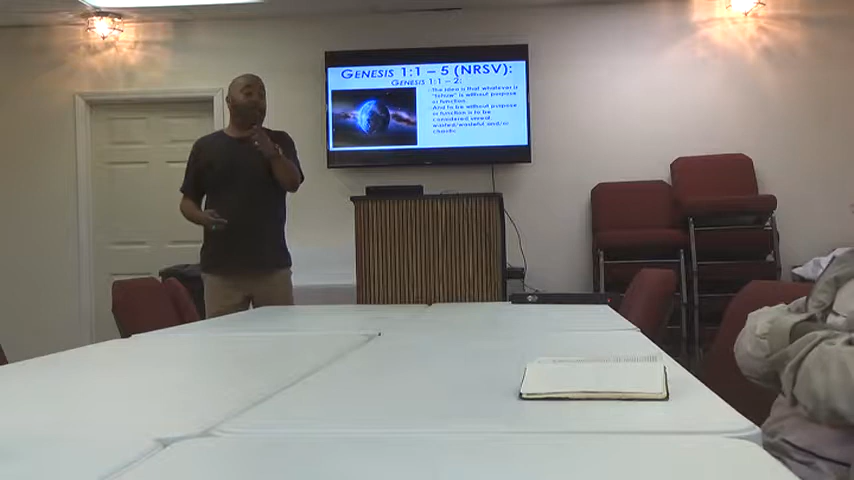 GENESIS 1:1 – 5 (NRSV):
GENESIS 1:1 – 2:
-The idea is that whatever is
"tohuw" is without purpose
or function.
-And to be without purpose
or function is to be
considered unreal,
wasted/wasteful and/or
chaotic